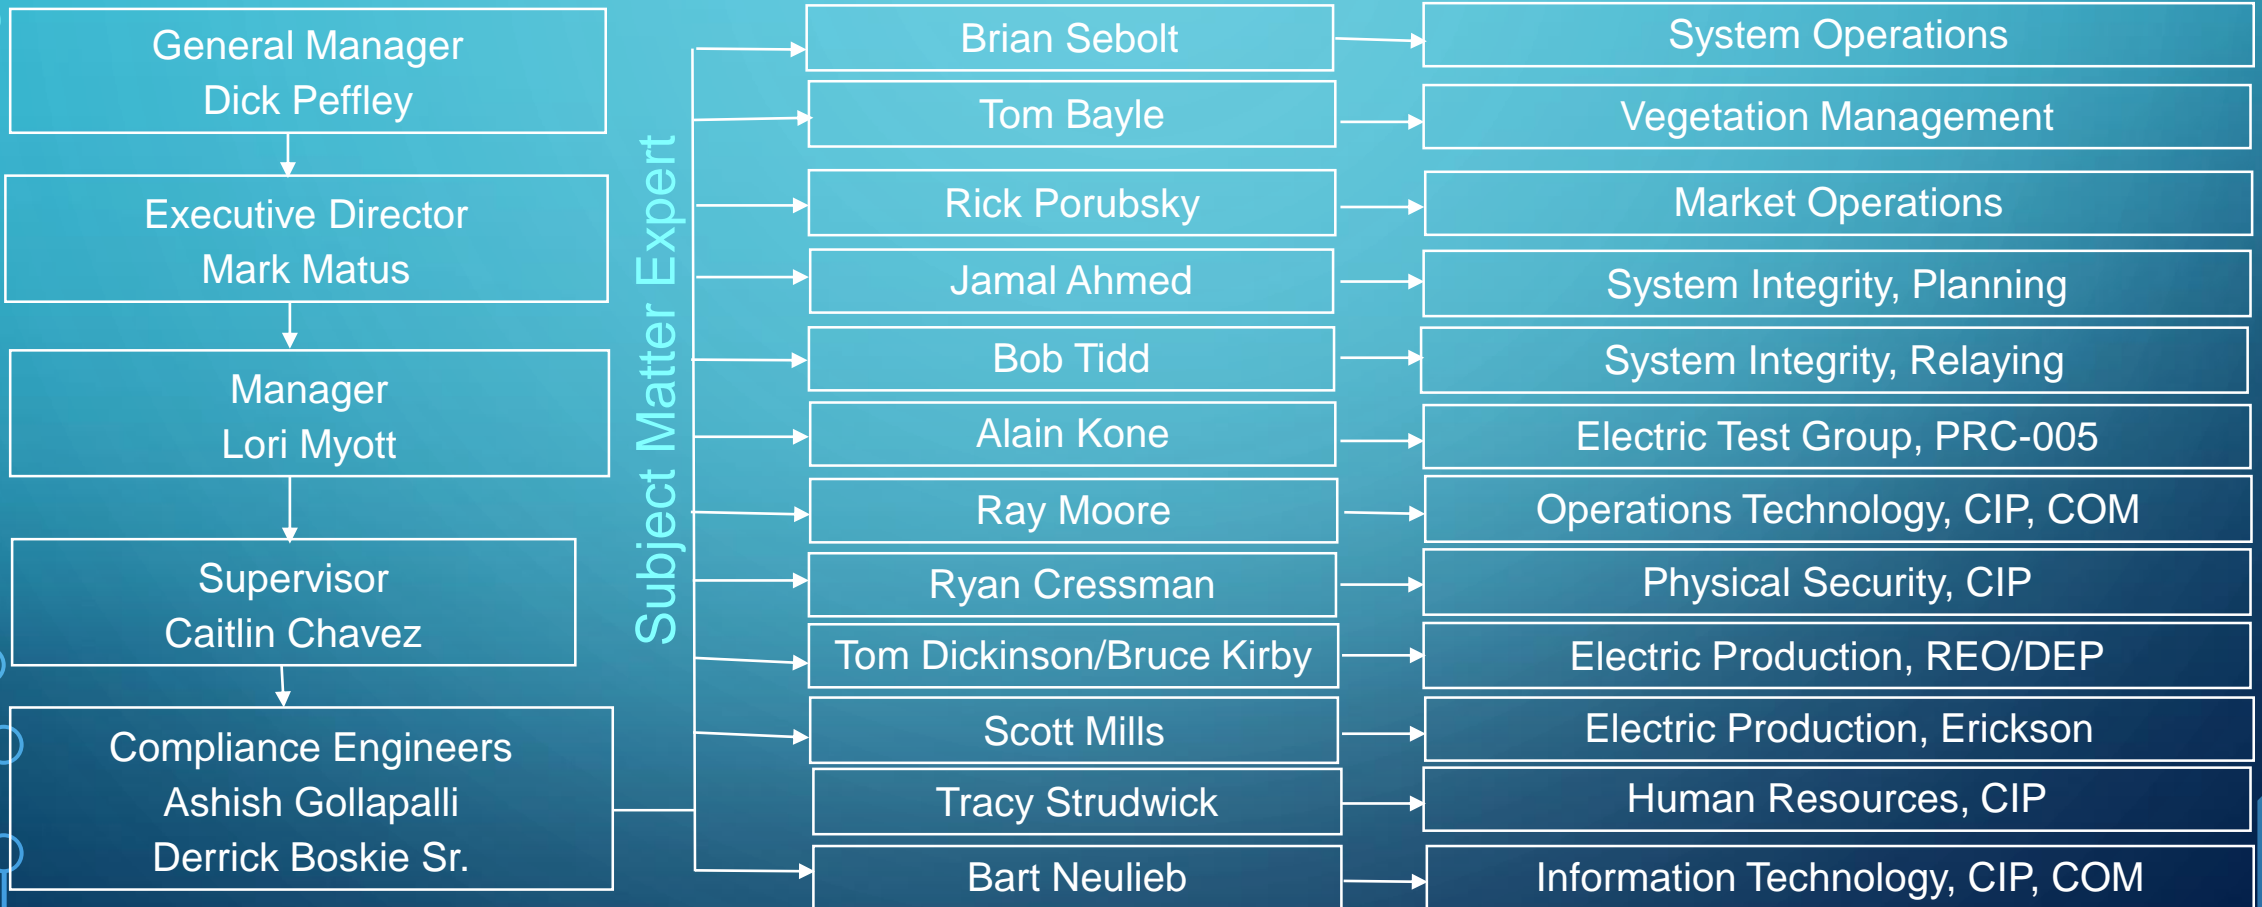 General Manager
Dick Peffley
Executive Director
Mark Matus
Manager
Lori Myott
Supervisor
Caitlin Chavez
Compliance Engineers
Ashish Gollapalli
Derrick Boskie Sr.
Subject Matter Expert
Brian Sebolt
System Operations
Tom Bayle
Vegetation Management
Rick Porubsky
Market Operations
Jamal Ahmed
System Integrity, Planning
Bob Tidd
System Integrity, Relaying
Alain Kone
Electric Test Group, PRC-005
Ray Moore
Operations Technology, CIP, COM
Ryan Cressman
Physical Security, CIP
Tom Dickinson/Bruce Kirby
Electric Production, REO/DEP
Scott Mills
Electric Production, Erickson
Tracy Strudwick
Human Resources, CIP
Bart Neulieb
Information Technology, CIP, COM